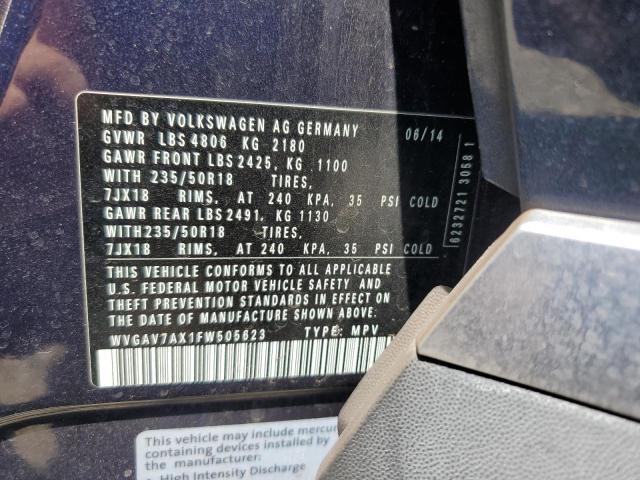 MFD BY VOLKSWAGEN AG GERMANY 06/14
GVWR LBS 4806 KG 2180
GAWR FRONT LBS 2425, KG 1100
WITH 235/50R18 TIRES,
7JX18 RIMS, AT 240 KPA, 35 PSI COLD
GAWR REAR LBS 2491, KG 1130
WITH235/50R18 TIRES,
7JX18 RIMS, AT 240 KPA, 35 PSI COLD
THIS VEHICLE CONFORMS TO ALL APPLICABLE
U.S. FEDERAL MOTOR VEHICLE SAFETY AND
THEFT PREVENTION STANDARDS IN EFFECT ON
THE DATE OF MANUFACTURE SHOWN ABOVE:
WVGAV7AX1FW505623 TYPE: MPV
62327213058 1
This vehicle may include mercury
containing devices installed by
the manufacturer:
High Intensity Discharge